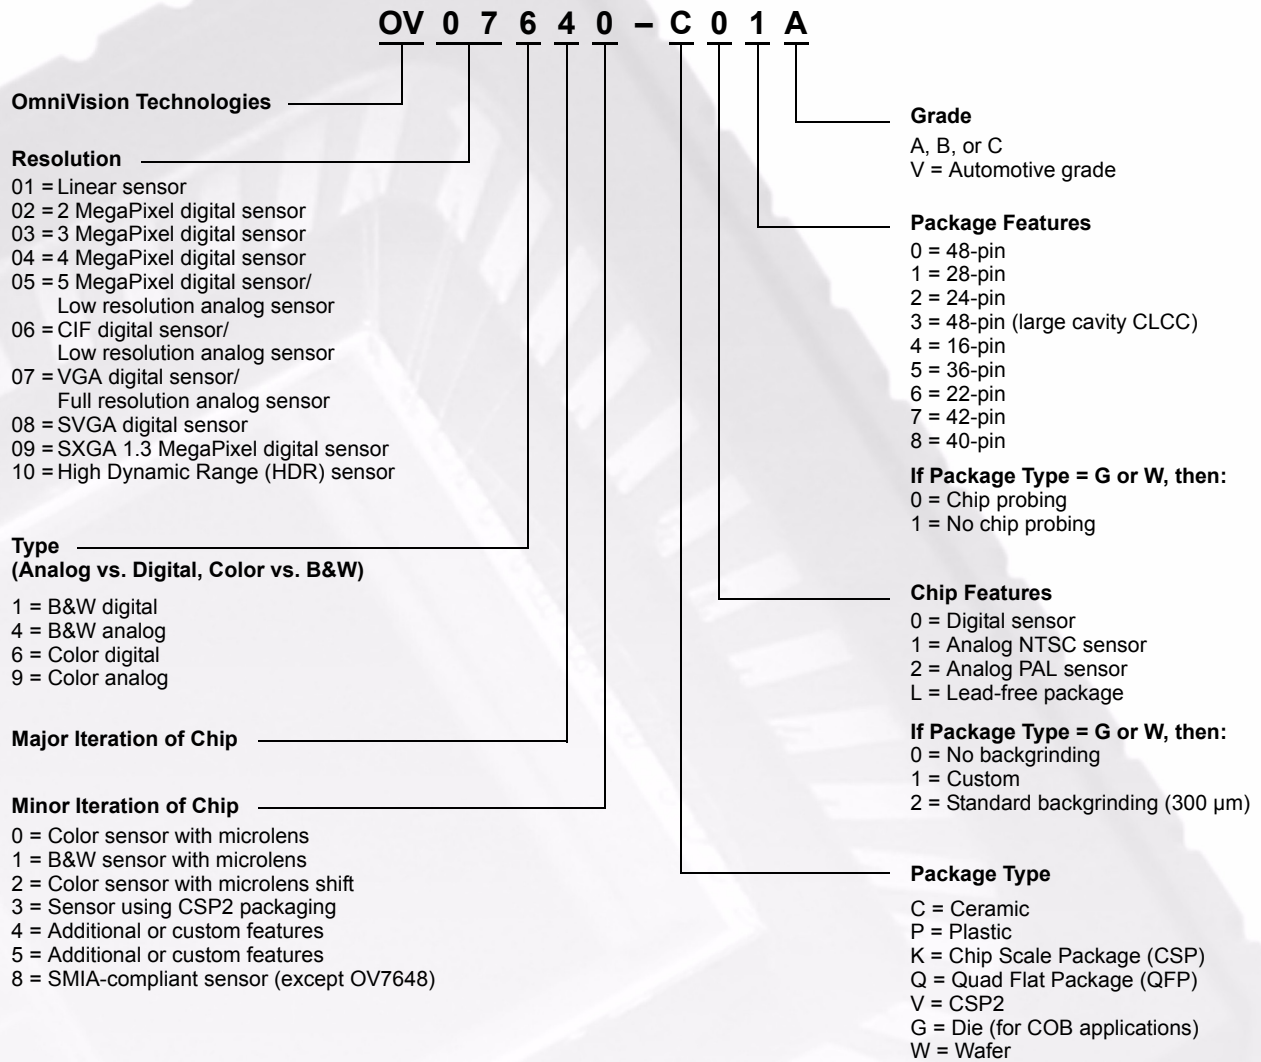 OV 0 7 6 4 0 – C 0 1 A
OmniVision Technologies
Resolution
01 = Linear sensor
02 = 2 MegaPixel digital sensor
03 = 3 MegaPixel digital sensor
04 = 4 MegaPixel digital sensor
05 = 5 MegaPixel digital sensor/
Low resolution analog sensor
06 = CIF digital sensor/
Low resolution analog sensor
07 = VGA digital sensor/
Full resolution analog sensor
08 = SVGA digital sensor
09 = SXGA 1.3 MegaPixel digital sensor
10 = High Dynamic Range (HDR) sensor
Type
(Analog vs. Digital, Color vs. B&W)
1 = B&W digital
4 = B&W analog
6 = Color digital
9 = Color analog
Major Iteration of Chip
Minor Iteration of Chip
0 = Color sensor with microlens
1 = B&W sensor with microlens
2 = Color sensor with microlens shift
3 = Sensor using CSP2 packaging
4 = Additional or custom features
5 = Additional or custom features
8 = SMIA-compliant sensor (except OV7648)
Grade
A, B, or C
V = Automotive grade
Package Features
0 = 48-pin
1 = 28-pin
2 = 24-pin
3 = 48-pin (large cavity CLCC)
4 = 16-pin
5 = 36-pin
6 = 22-pin
7 = 42-pin
8 = 40-pin
If Package Type = G or W, then:
0 = Chip probing
1 = No chip probing
Chip Features
0 = Digital sensor
1 = Analog NTSC sensor
2 = Analog PAL sensor
L = Lead-free package
If Package Type = G or W, then:
0 = No backgrinding
1 = Custom
2 = Standard backgrinding (300 µm)
Package Type
C = Ceramic
P = Plastic
K = Chip Scale Package (CSP)
Q = Quad Flat Package (QFP)
V = CSP2
G = Die (for COB applications)
W = Wafer